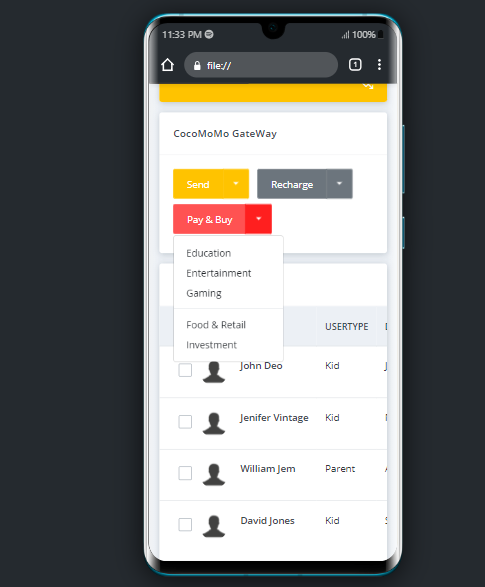 11:33 PM 100%
file:// 1
CocoMoMo GateWay
Send Recharge
Pay & Buy
Education
Entertainment
Gaming
Food & Retail
Investment
USERTYPE
John Deo Kid
Jenifer Vintage Kid
William Jem Parent
David Jones Kid